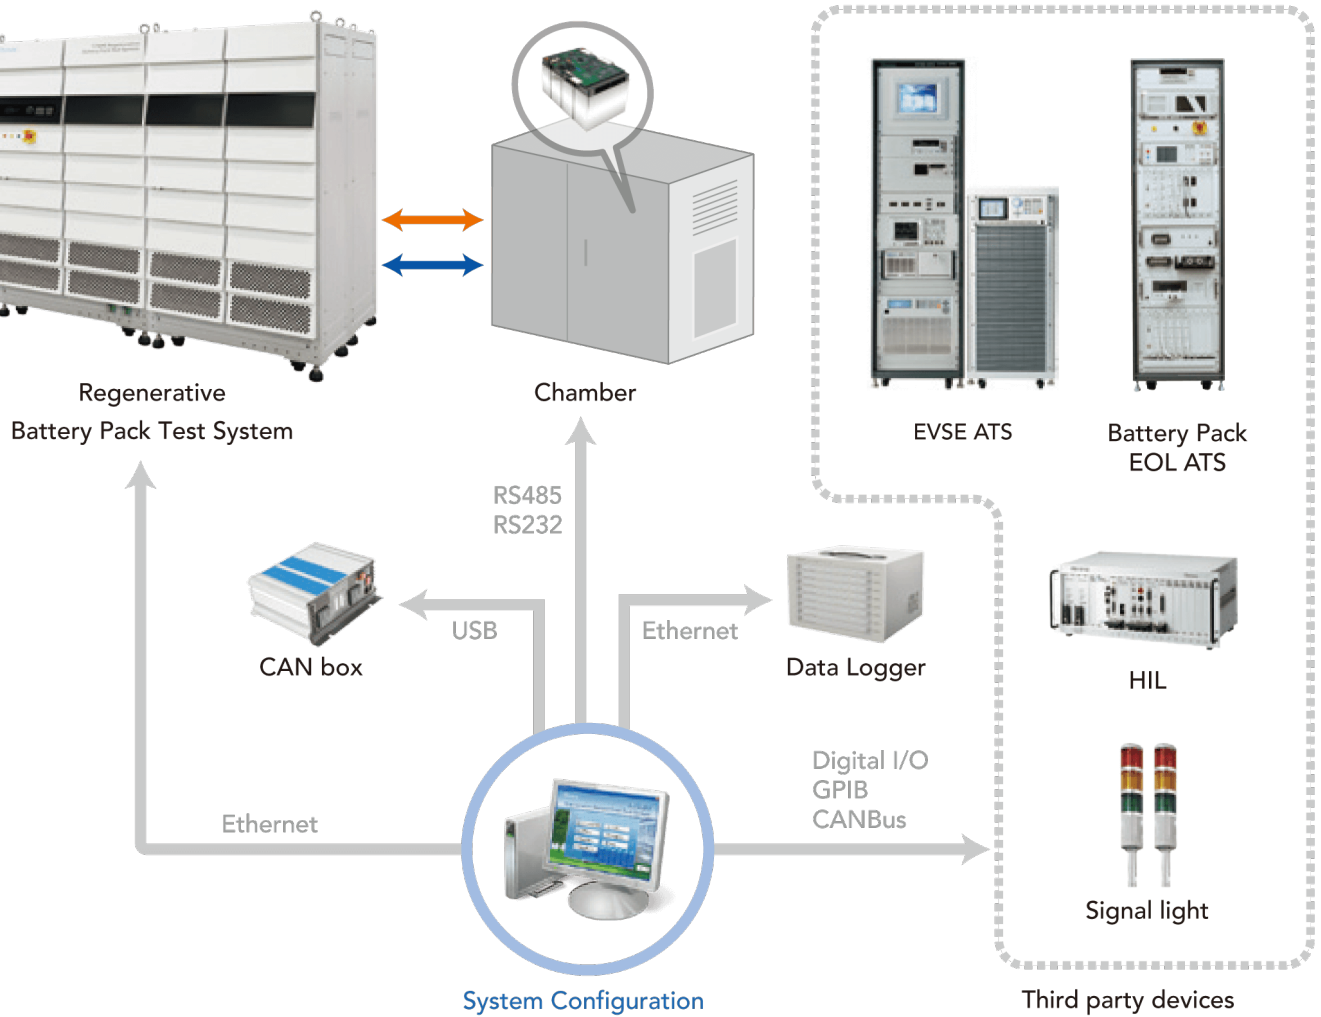 Regenerative
Battery Pack Test System
Chamber
EVSE ATS
Battery Pack
EOL ATS
RS485
RS232
USB
CAN box
Ethernet
Data Logger
HIL
Digital I/O
GPIB
CANBus
Ethernet
Signal light
System Configuration
Third party devices